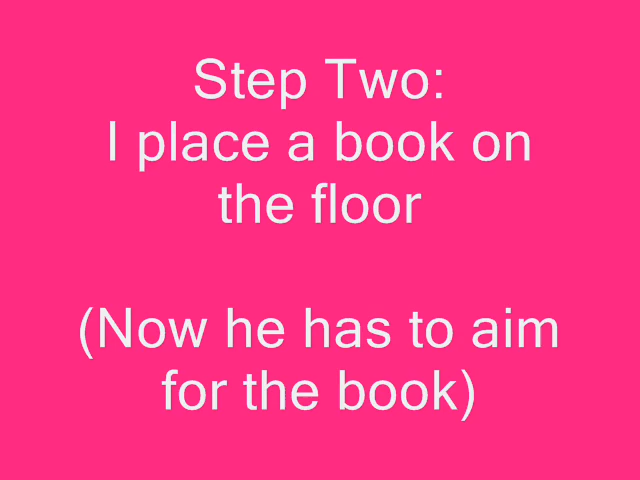 Step Two:
I place a book on
the floor
(Now he has to aim
for the book)